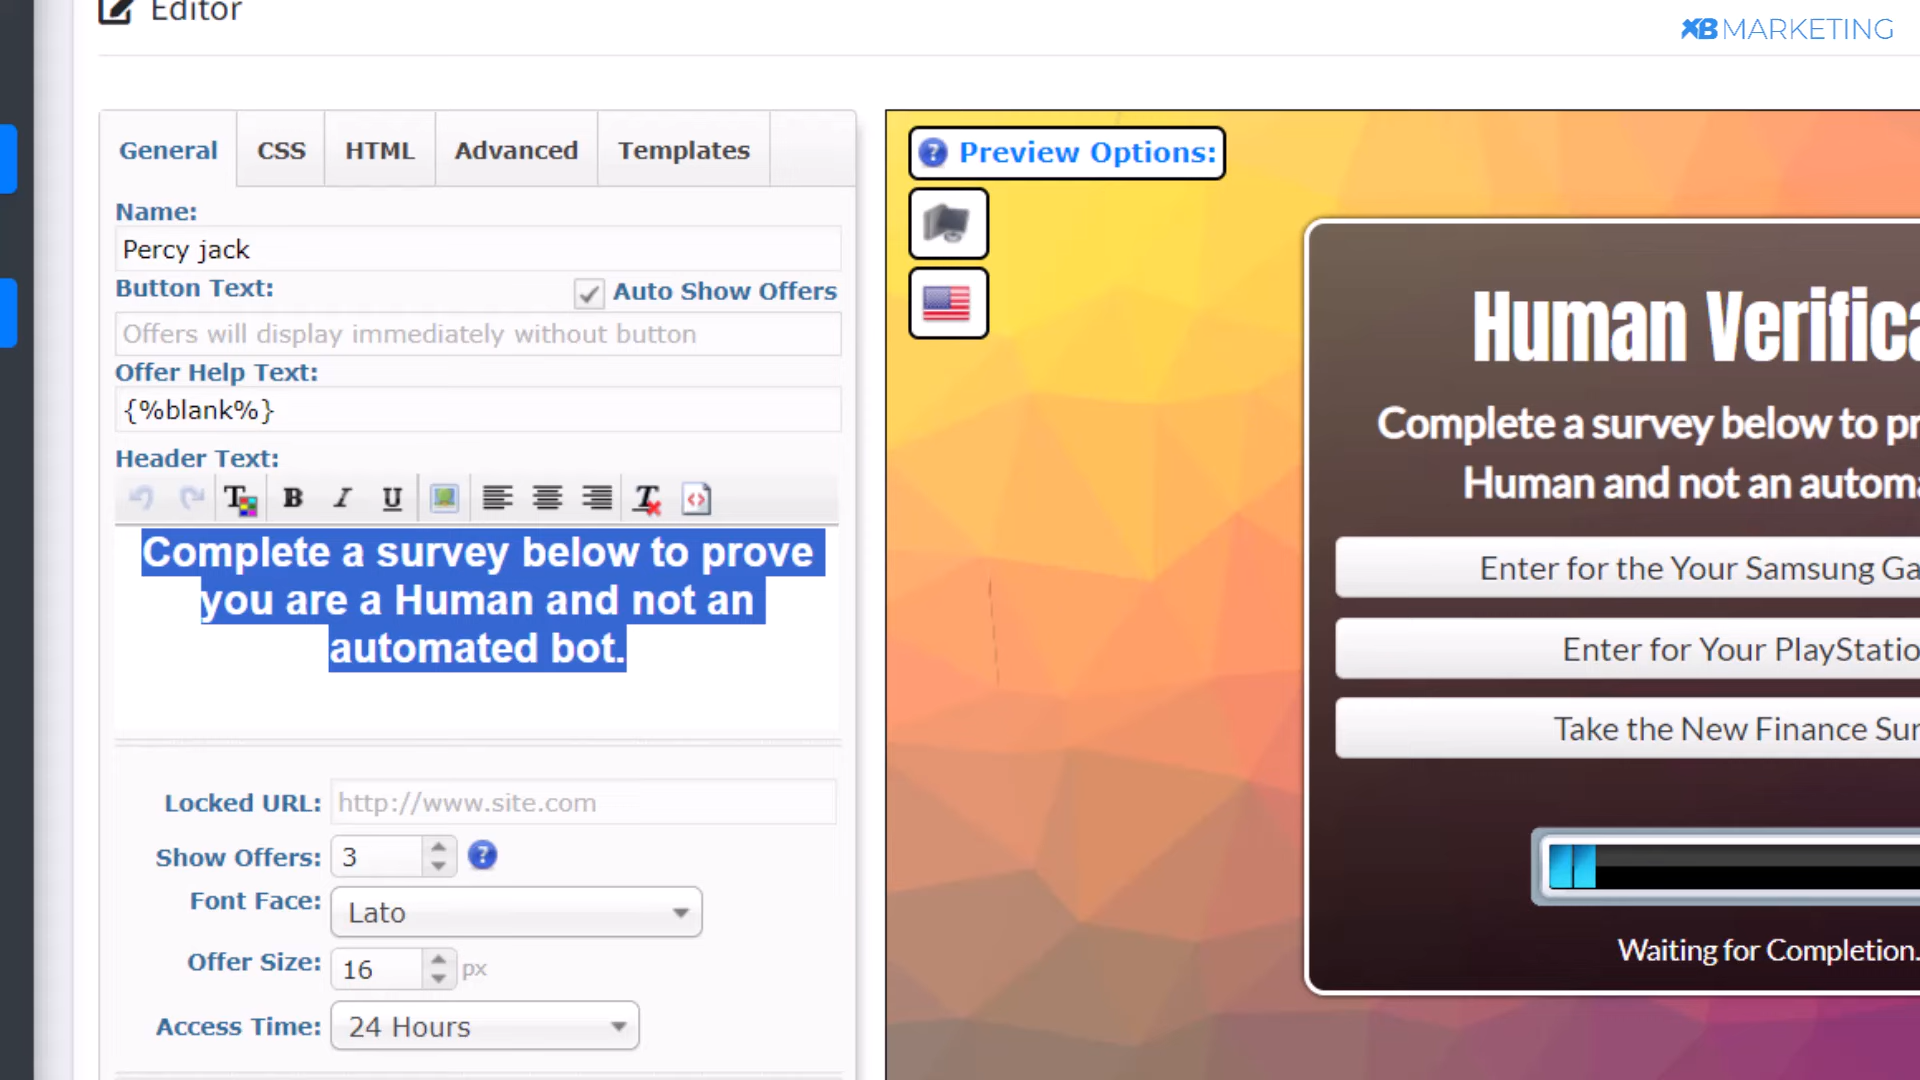 Editor
XB MARKETING
General
CSS
HTML
Advanced
Templates
Name:
Percy jack
Button Text:
Auto Show Offers
Offers will display immediately without button
Offer Help Text:
{%blank%}
Header Text:
B I U
Complete a survey below to prove
you are a Human and not an
automated bot.
Locked URL: http://www.site.com
Show Offers: 3
Font Face: Lato
Offer Size: 16 px
Access Time: 24 Hours
Preview Options:
Human Verifica
Complete a survey below to pr
Human and not an automa
Enter for the Your Samsung Ga
Enter for Your PlayStatio
Take the New Finance Sur
Waiting for Completion.